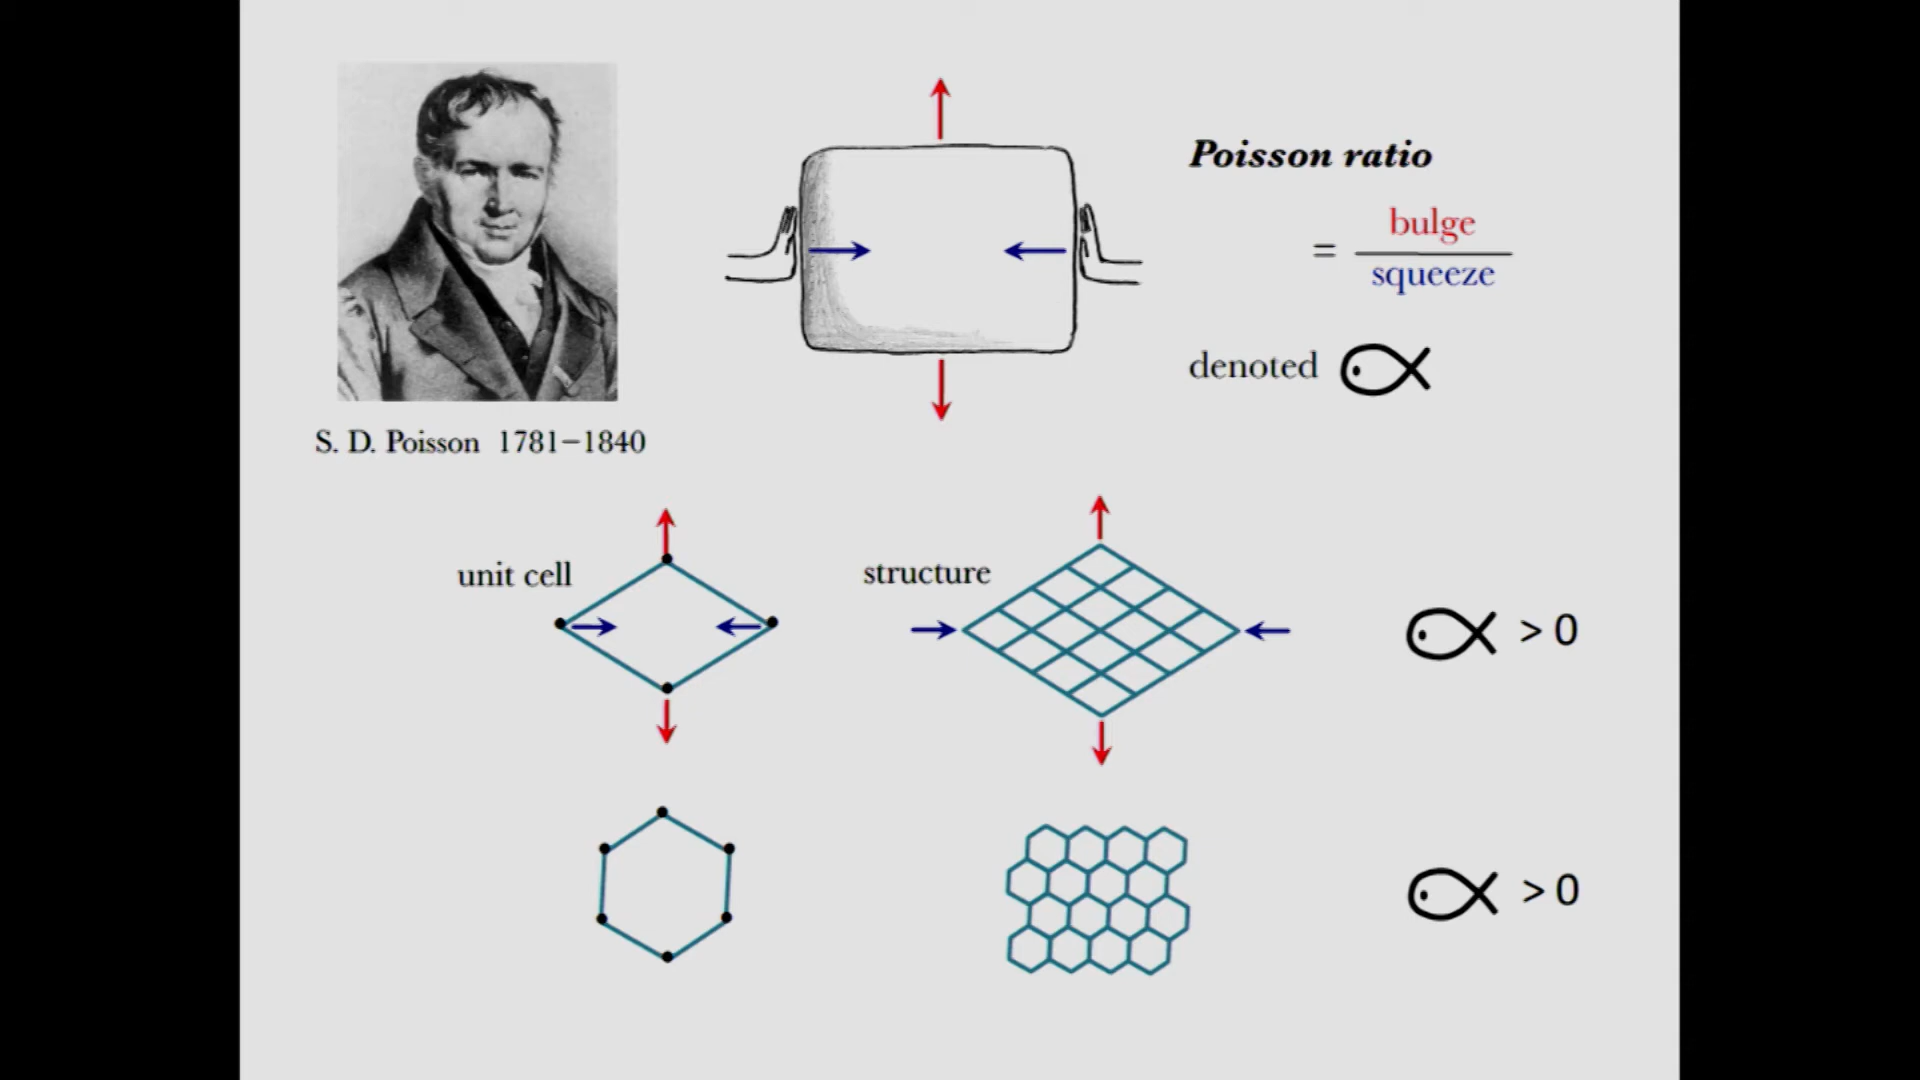 Poisson ratio
= bulge
squeeze
denoted
S. D. Poisson 1781–1840
unit cell
structure
> 0
> 0